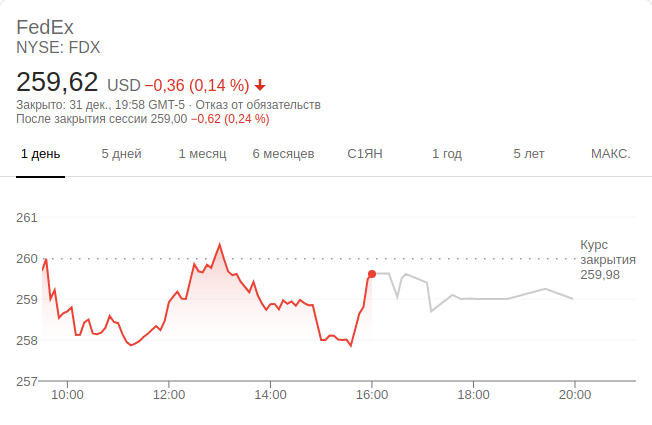 FedEx
NYSE: FDX
259,62 USD −0,36 (0,14 %)
Закрыто: 31 дек., 19:58 GMT-5 · Отказ от обязательств
После закрытия сессии 259,00 −0,62 (0,24 %)
1 день 5 дней 1 месяц 6 месяцев С1ЯН 1 год 5 лет МАКС.
261
260
259
258
257
Курс
закрытия
259,98
10:00 12:00 14:00 16:00 18:00 20:00